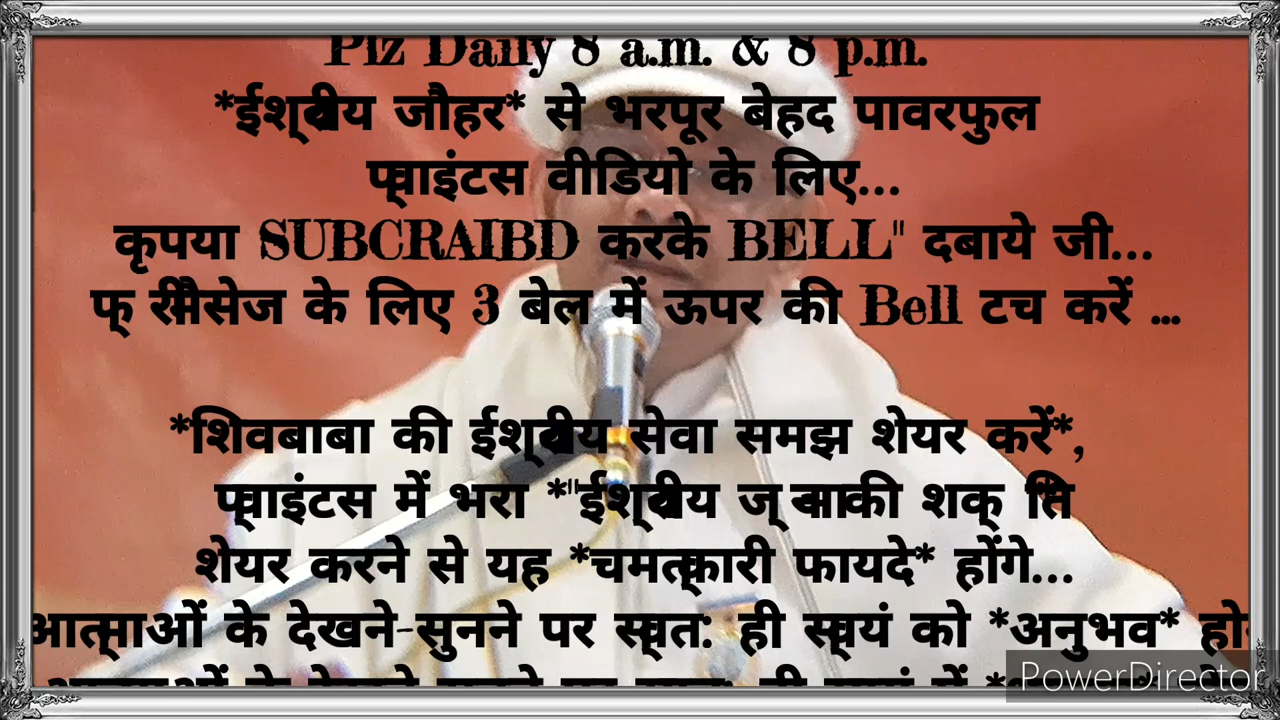 Plz Daily 8 a.m. & 8 p.m.
*ईश्वरीय जौहर* से भरपूर बेहद पावरफुल
प्वाइंटस वीडियो के लिए...
कृपया SUBCRAIBD करके BELL" दबाये जी...
फ्री मैसेज के लिए 3 बेल में ऊपर की Bell टच करें ...
*शिवबाबा की ईश्वरीय सेवा समझ शेयर करें*,
प्वाइंटस में भरा *"ईश्वरीय ज्ञान की शक्ति
शेयर करने से यह *चमत्कारी फायदे* होंगे...
आत्माओं के देखने-सुनने पर स्वत: ही स्वयं को *अनुभव*
PowerDirector